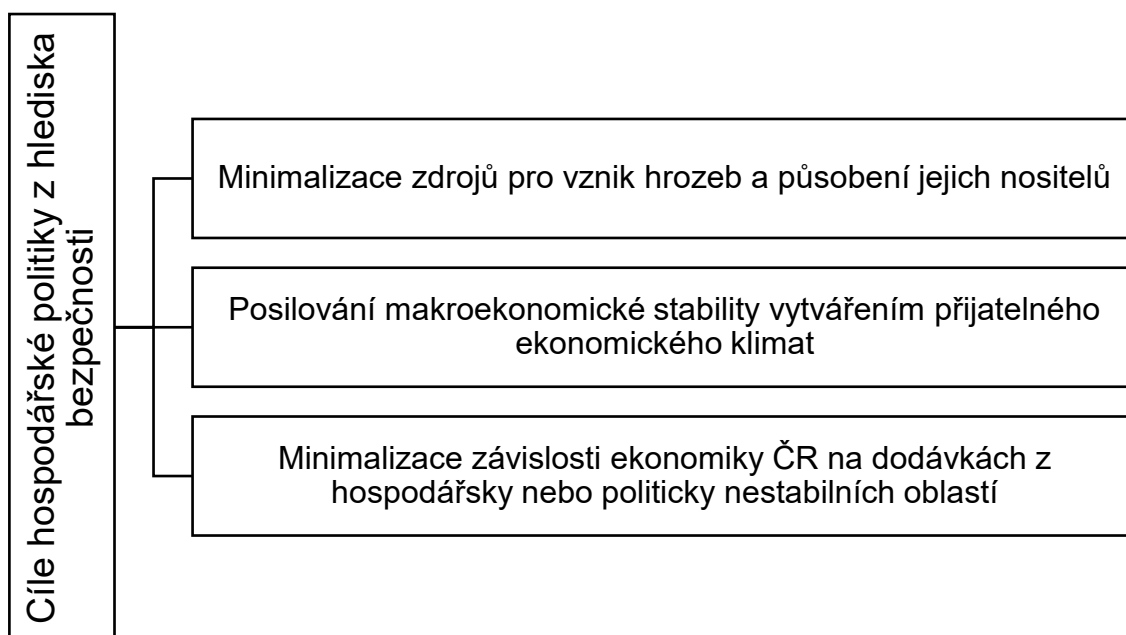 Cíle hospodářské politiky z hlediska
bezpečnosti
Minimalizace zdrojů pro vznik hrozeb a působení jejich nositelů
Posilování makroekonomické stability vytvářením přijatelného
ekonomického klimat
Minimalizace závislosti ekonomiky ČR na dodávkách z
hospodářsky nebo politicky nestabilních oblastí